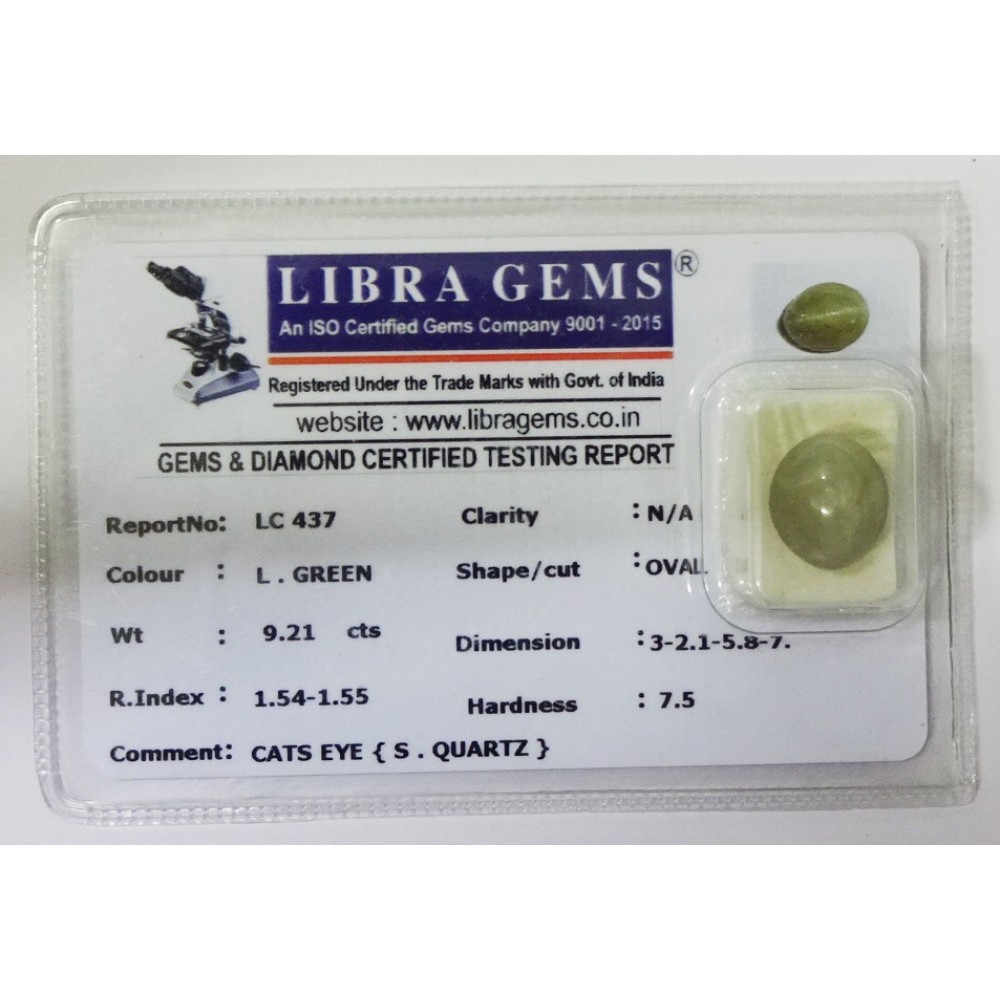 LIBRA GEMS ®
An ISO Certified Gems Company 9001 - 2015
Registered Under the Trade Marks with Govt. of India
website : www.libragems.co.in
GEMS & DIAMOND CERTIFIED TESTING REPORT
ReportNo: LC 437 Clarity : N/A
Colour : L . GREEN Shape/cut : OVAL
Wt : 9.21 cts Dimension : 3-2.1-5.8-7.
R.Index : 1.54-1.55 Hardness : 7.5
Comment: CATS EYE { S . QUARTZ }